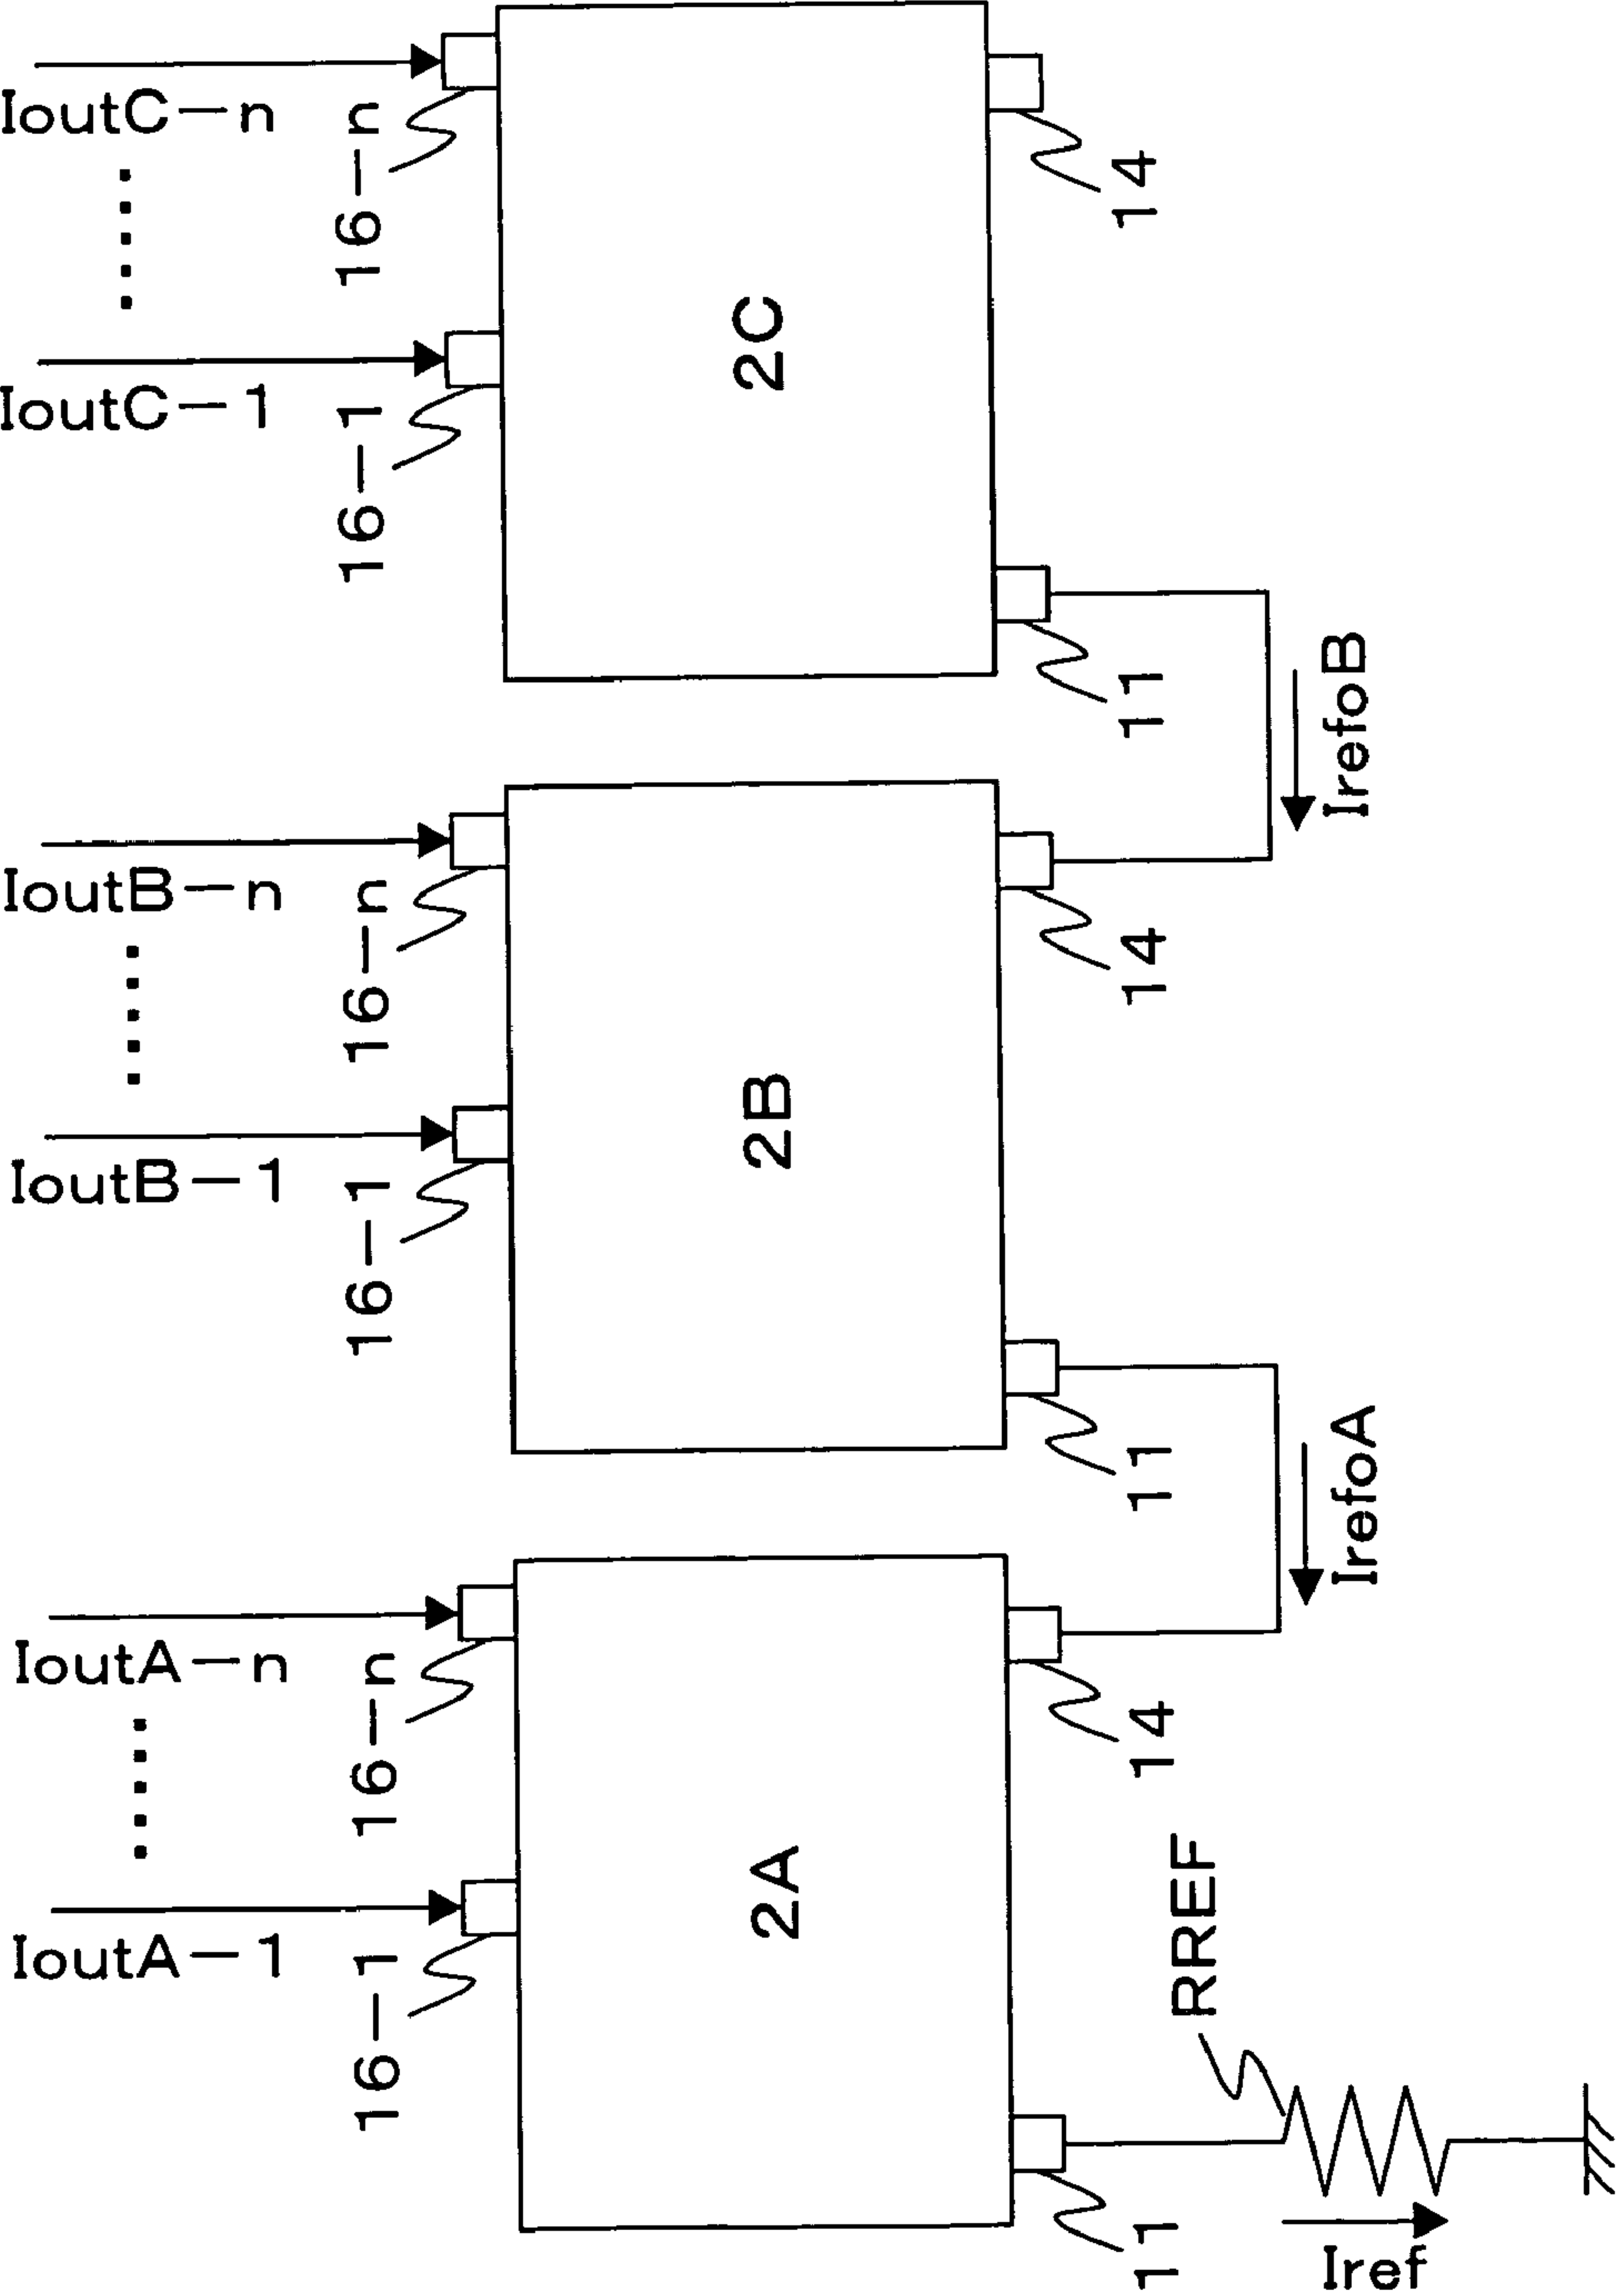 IoutC-n
IoutC-1
16-n
16-1
2C
14
11
IrefoB
IoutB-n
IoutB-1
16-n
16-1
2B
14
11
IrefoA
IoutA-n
IoutA-1
16-n
16-1
2A
14
11
RREF
Iref